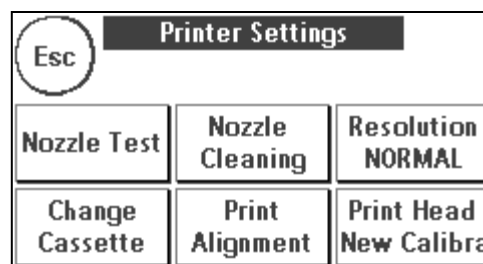 Printer Settings
Esc
Nozzle Test
Nozzle
Cleaning
Resolution
NORMAL
Change
Cassette
Print
Alignment
Print Head
New Calibra